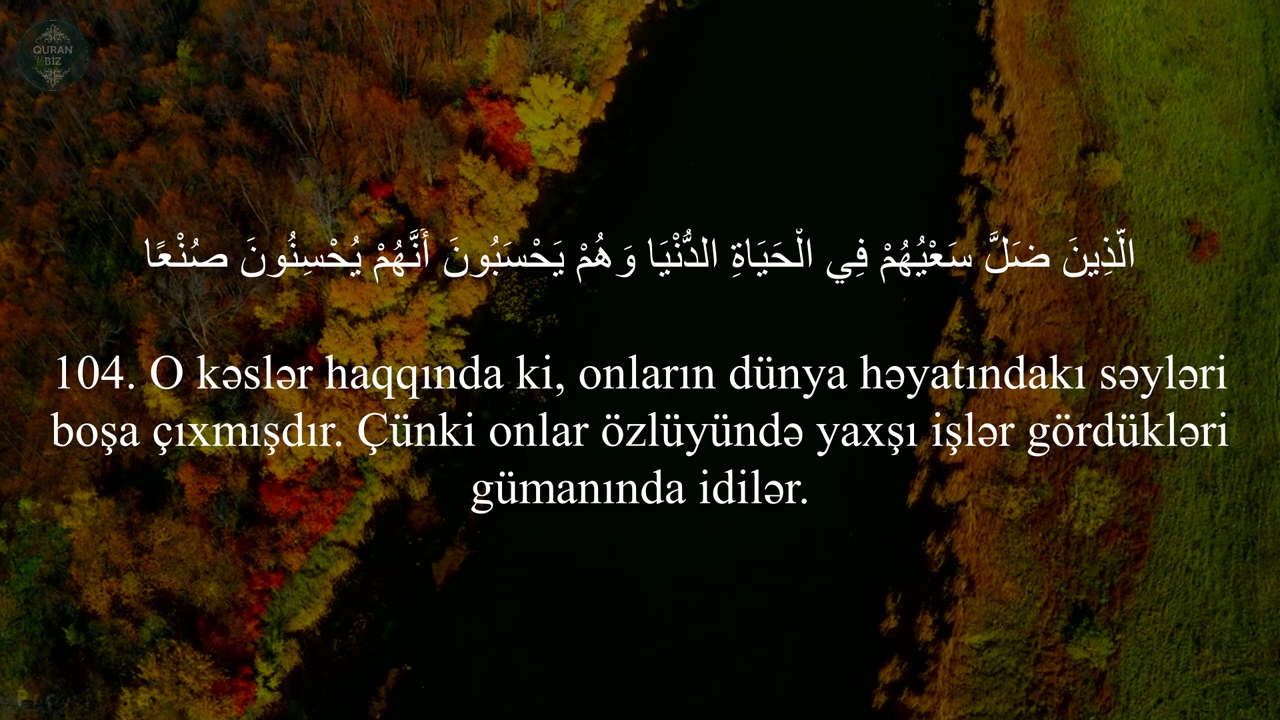 QURAN
BIZ
الَّذِينَ ضَلَّ سَعْيُهُمْ فِي الْحَيَاةِ الدُّنْيَا وَهُمْ يَحْسَبُونَ أَنَّهُمْ يُحْسِنُونَ صُنْعًا
104. O kəslər haqqında ki, onların dünya həyatındakı səyləri
boşa çıxmışdır. Çünki onlar özlüyündə yaxşı işlər gördükləri
gümanında idilər.